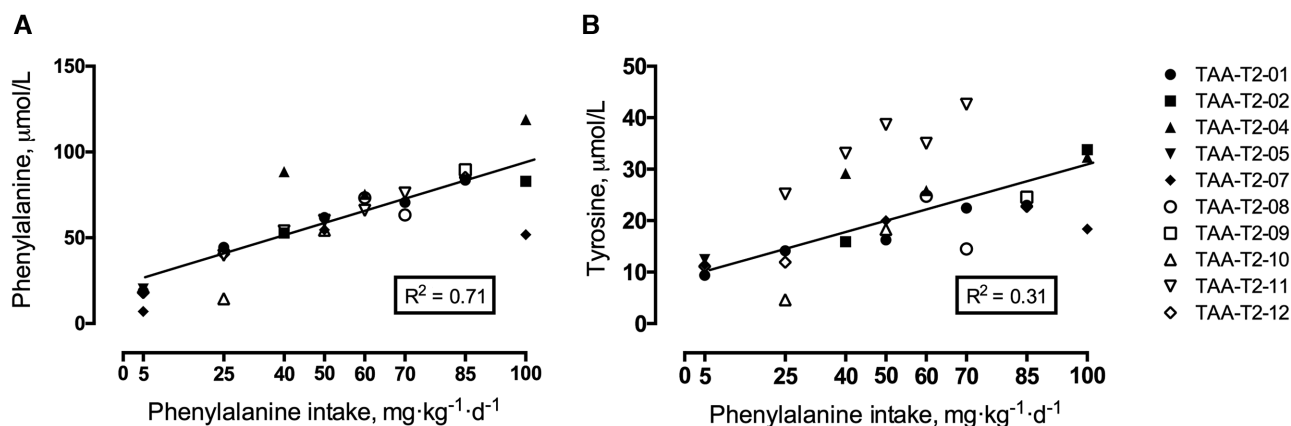 A
Phenylalanine, μmol/L
150
100
50
0
R² = 0.71
0 5 25 40 50 60 70 85 100
Phenylalanine intake, mg·kg⁻¹·d⁻¹
B
Tyrosine, μmol/L
50
40
30
20
10
0
R² = 0.31
0 5 25 40 50 60 70 85 100
Phenylalanine intake, mg·kg⁻¹·d⁻¹
TAA-T2-01
TAA-T2-02
TAA-T2-04
TAA-T2-05
TAA-T2-07
TAA-T2-08
TAA-T2-09
TAA-T2-10
TAA-T2-11
TAA-T2-12